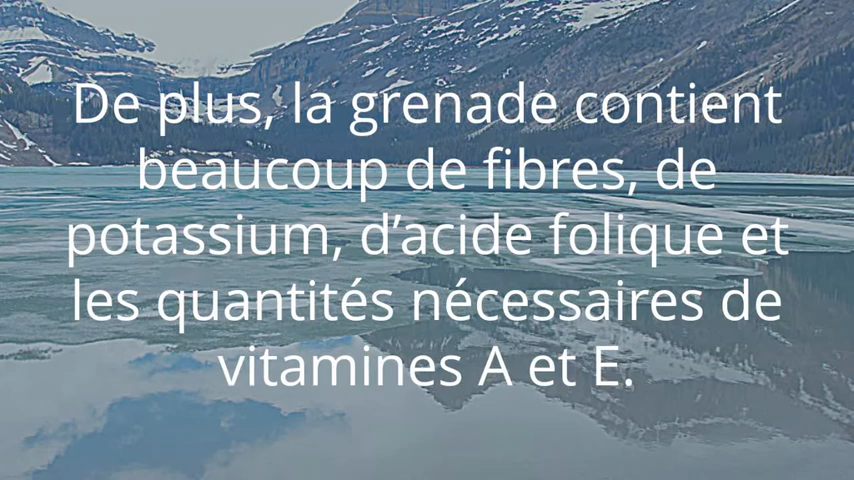 De plus, la grenade contient
beaucoup de fibres, de
potassium, d’acide folique et
les quantités nécessaires de
vitamines A et E.